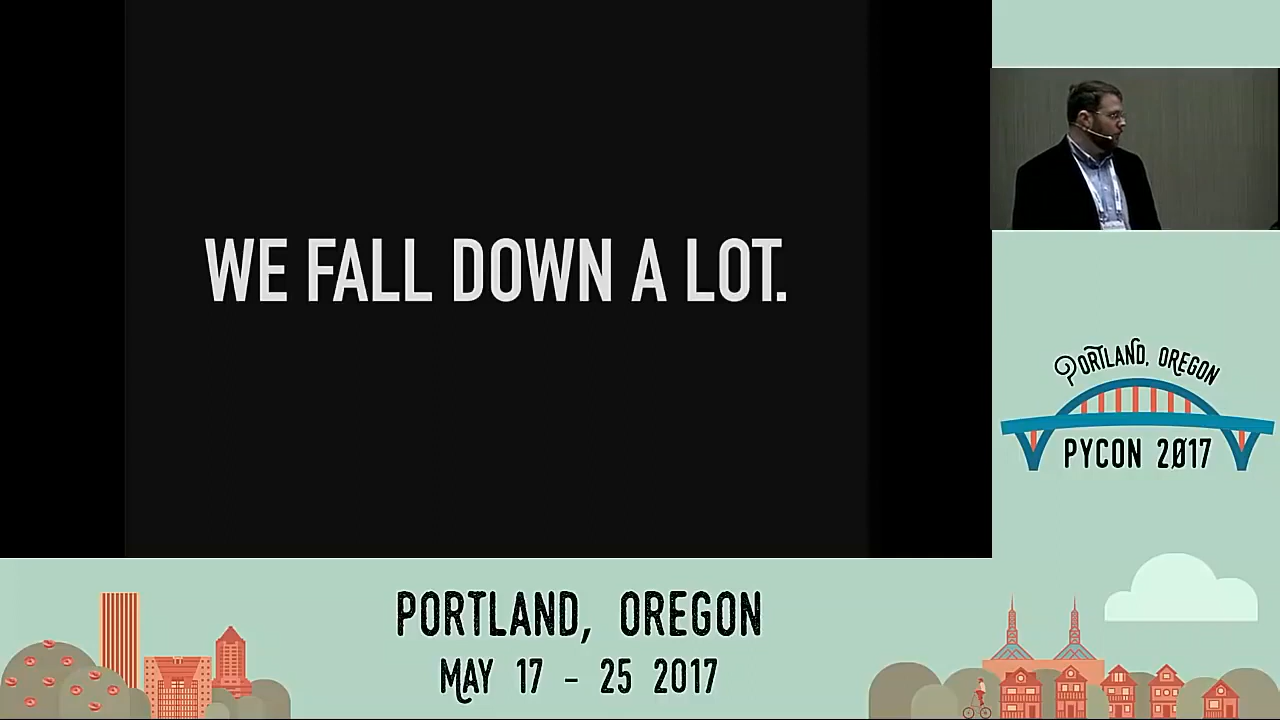 WE FALL DOWN A LOT.
PORTLAND, OREGON
PYCON 2017
PORTLAND, OREGON
MAY 17 - 25 2017